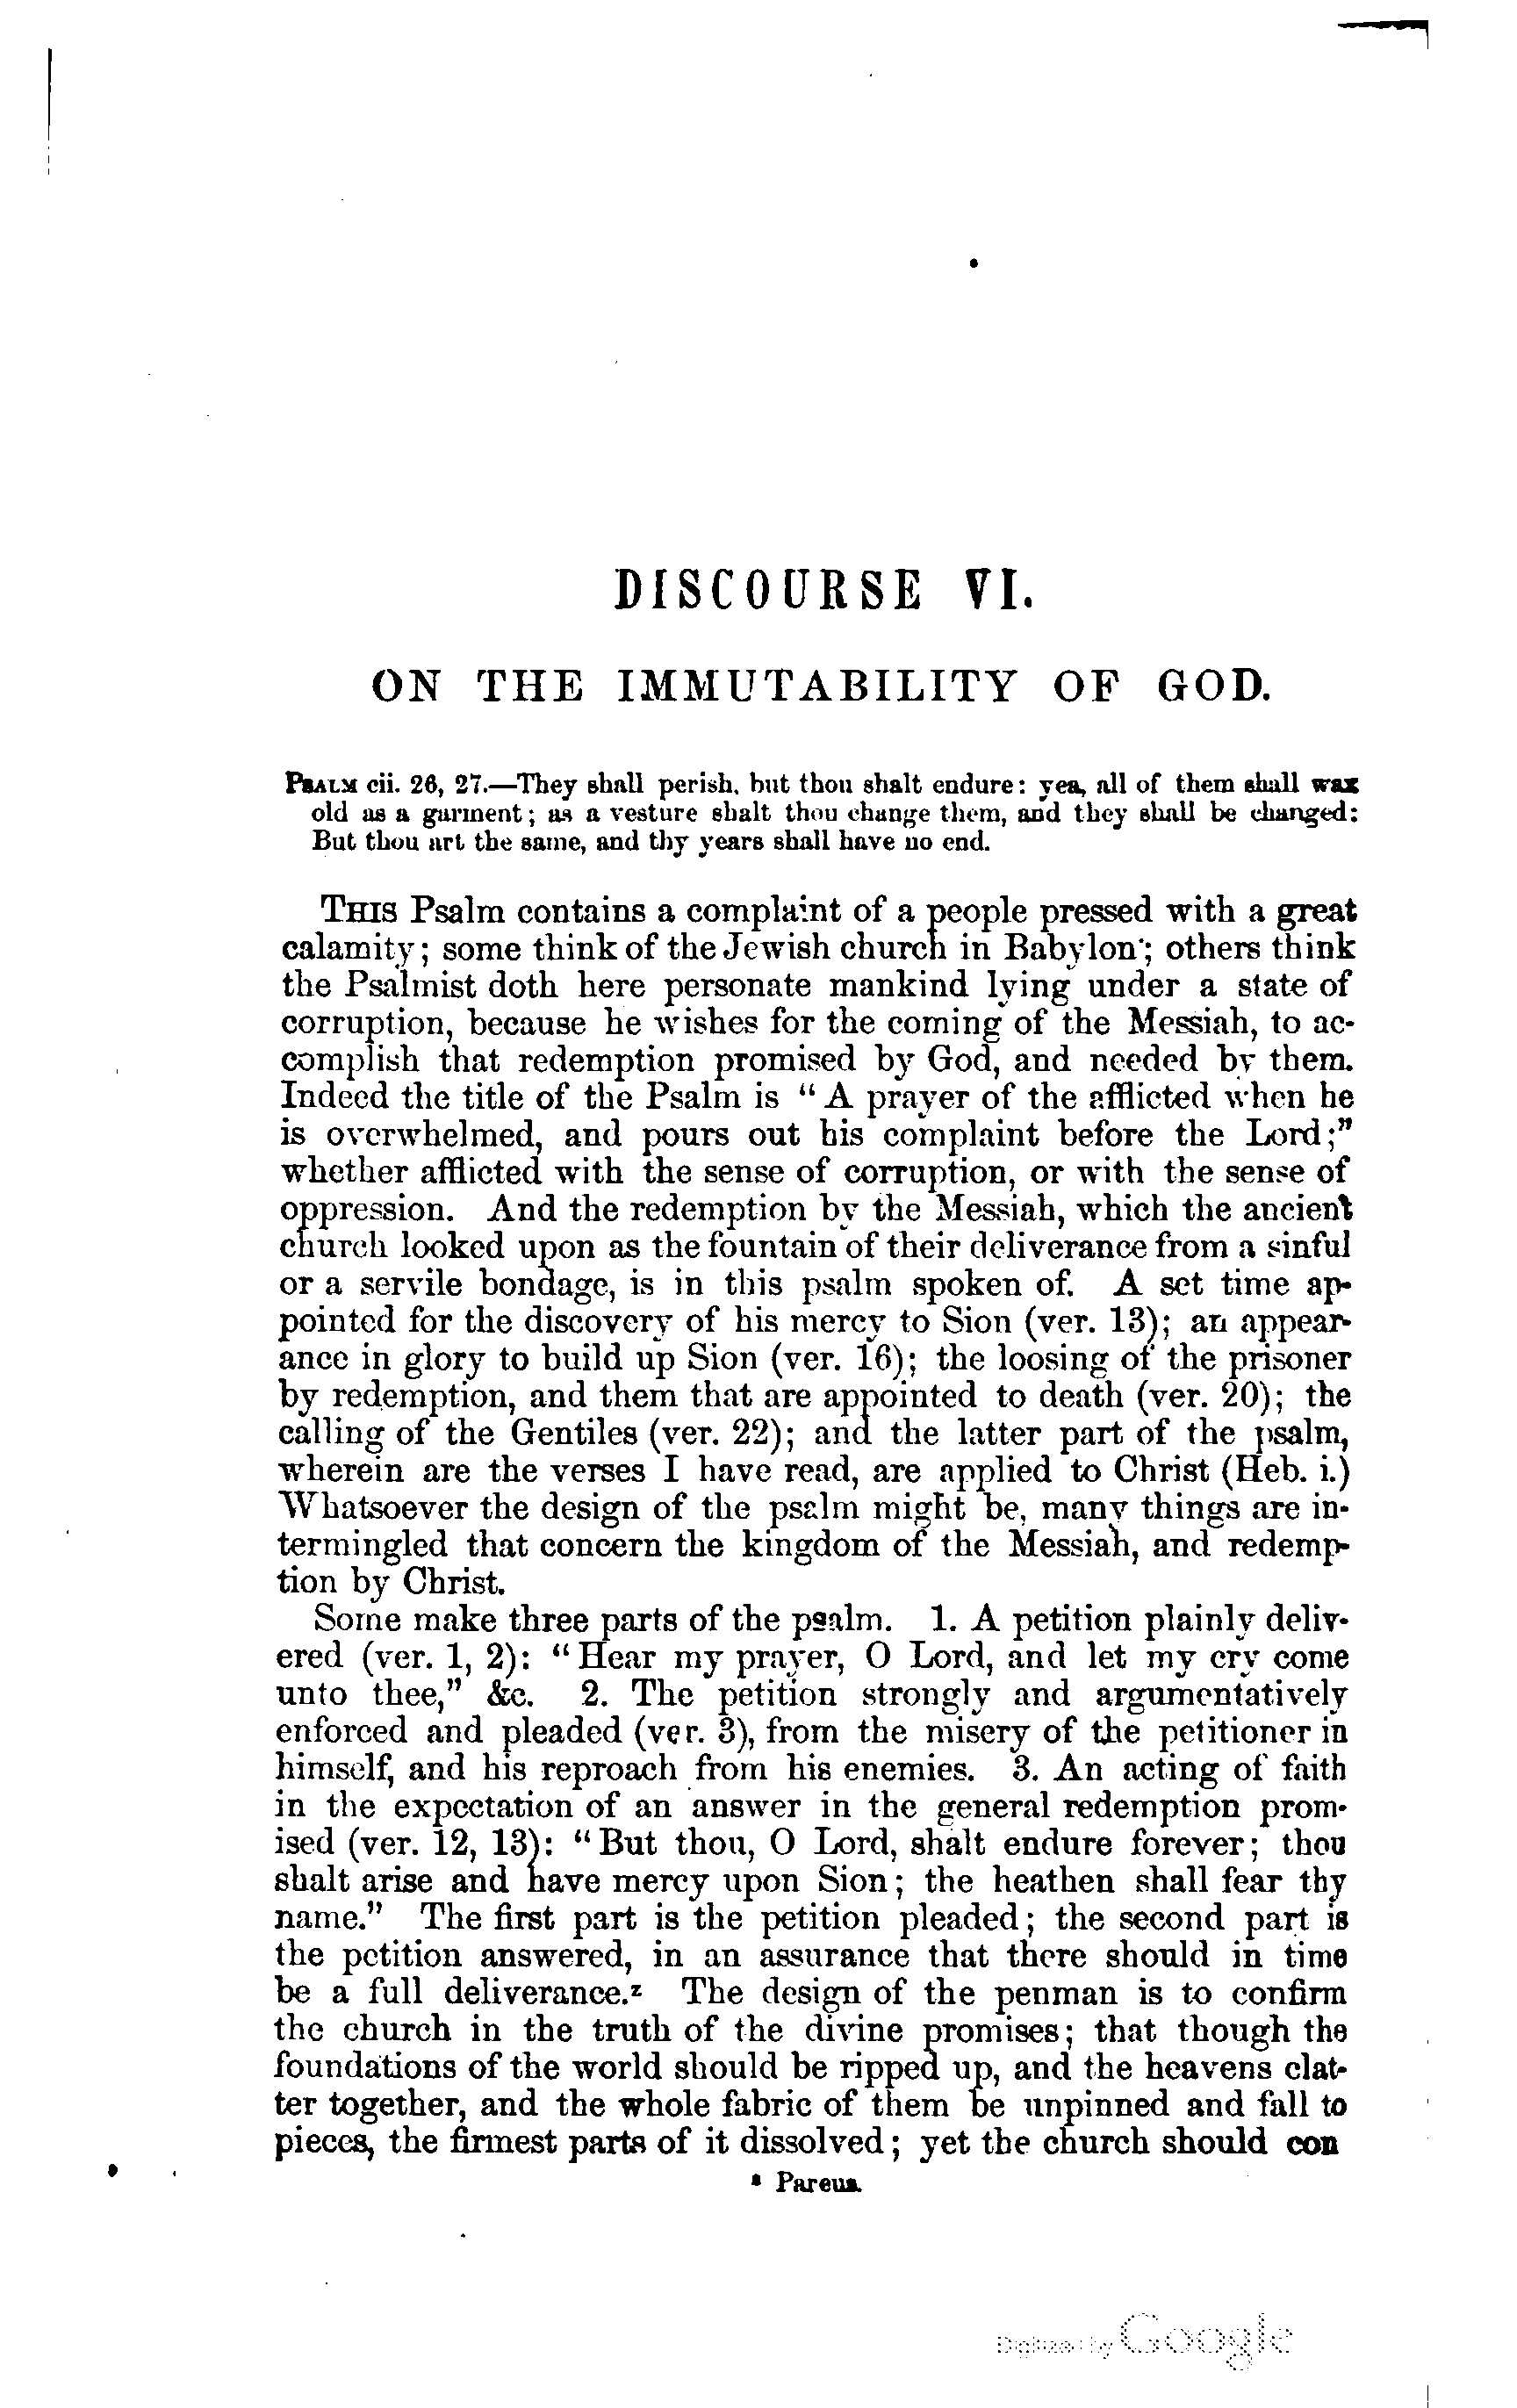 DISCOURSE VI.
ON THE IMMUTABILITY OF GOD.
PSALM cii. 26, 27.—They shall perish, but thou shalt endure: yea, all of them shall wax
old as a garment; as a vesture shalt thou change them, and they shall be changed:
But thou art the same, and thy years shall have no end.
THIS Psalm contains a complaint of a people pressed with a great
calamity; some think of the Jewish church in Babylon; others think
the Psalmist doth here personate mankind lying under a state of
corruption, because he wishes for the coming of the Messiah, to ac-
complish that redemption promised by God, and needed by them.
Indeed the title of the Psalm is "A prayer of the afflicted when he
is overwhelmed, and pours out his complaint before the Lord;"
whether afflicted with the sense of corruption, or with the sense of
oppression. And the redemption by the Messiah, which the ancient
church looked upon as the fountain of their deliverance from a sinful
or a servile bondage, is in this psalm spoken of. A set time ap-
pointed for the discovery of his mercy to Sion (ver. 13); an appear-
ance in glory to build up Sion (ver. 16); the loosing of the prisoner
by redemption, and them that are appointed to death (ver. 20); the
calling of the Gentiles (ver. 22); and the latter part of the psalm,
wherein are the verses I have read, are applied to Christ (Heb. i.)
Whatsoever the design of the psalm might be, many things are in-
termingled that concern the kingdom of the Messiah, and redemp-
tion by Christ.
Some make three parts of the psalm. 1. A petition plainly deliv-
ered (ver. 1, 2): "Hear my prayer, O Lord, and let my cry come
unto thee," &c. 2. The petition strongly and argumentatively
enforced and pleaded (ver. 3), from the misery of the petitioner in
himself, and his reproach from his enemies. 3. An acting of faith
in the expectation of an answer in the general redemption prom-
ised (ver. 12, 13): "But thou, O Lord, shalt endure forever; thou
shalt arise and have mercy upon Sion; the heathen shall fear thy
name." The first part is the petition pleaded; the second part is
the petition answered, in an assurance that there should in time
be a full deliverance.z The design of the penman is to confirm
the church in the truth of the divine promises; that though the
foundations of the world should be ripped up, and the heavens clat-
ter together, and the whole fabric of them be unpinned and fall to
pieces, the firmest parts of it dissolved; yet the church should con
z Pareus.
Digitized by Google